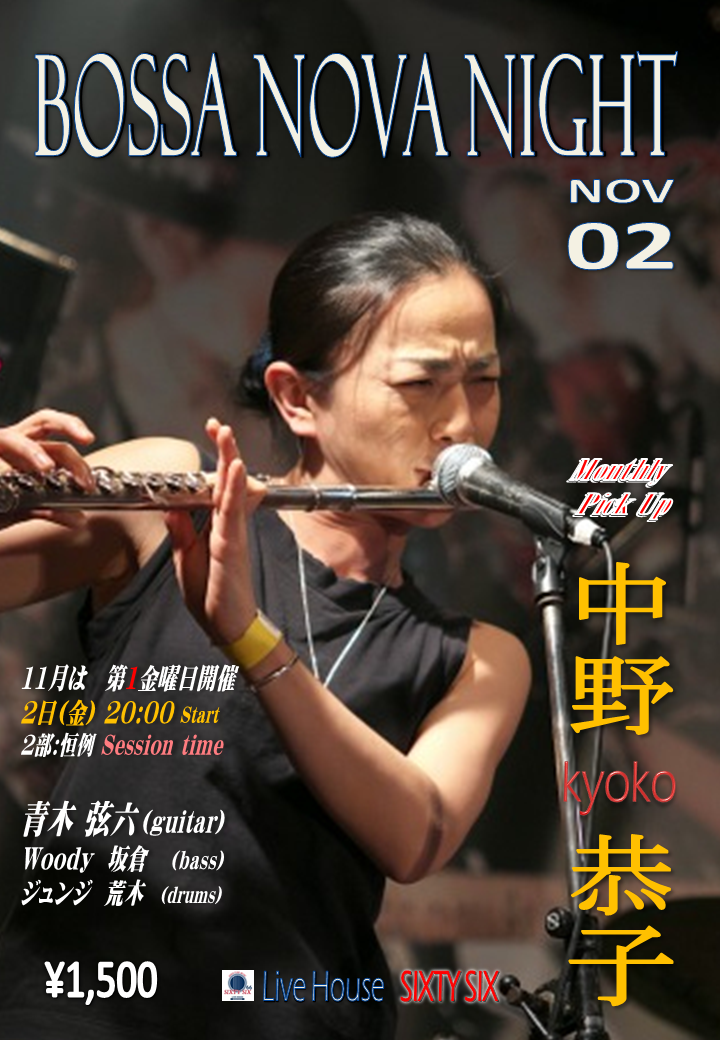 BOSSA NOVA NIGHT
NOV
02
Monthly
Pick Up
中野
kyoko
恭子
11月は 第1金曜日開催
2日(金) 20:00 Start
2部:恒例 Session time
青木 弦六(guitar)
Woody 坂倉 (bass)
ジュンジ 荒木 (drums)
¥1,500
SIXTY SIX
Live House SIXTY SIX